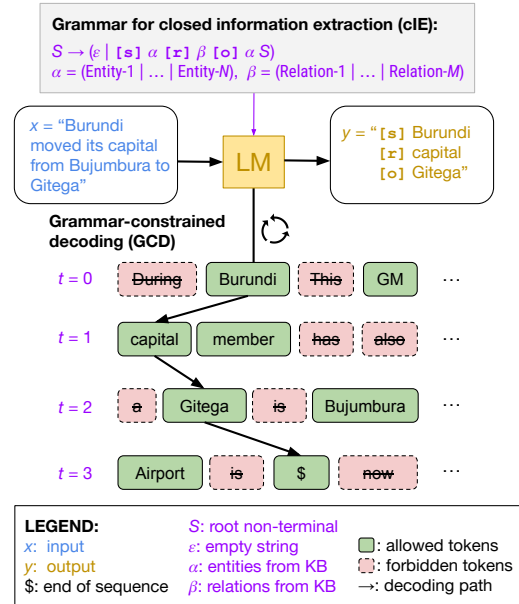 Grammar for closed information extraction (cIE):
S → (ε | [s] α [r] β [o] α S)
α = (Entity-1 | … | Entity-N), β = (Relation-1 | … | Relation-M)
x = “Burundi
moved its capital
from Bujumbura to
Gitega”
LM
y = “[s] Burundi
[r] capital
[o] Gitega”
Grammar-constrained
decoding (GCD)
t = 0 During Burundi This GM ⋯
t = 1 capital member has also ⋯
t = 2 a Gitega is Bujumbura ⋯
t = 3 Airport is $ now ⋯
LEGEND:
x: input
y: output
$: end of sequence
S: root non-terminal
ε: empty string
α: entities from KB
β: relations from KB
: allowed tokens
: forbidden tokens
→: decoding path